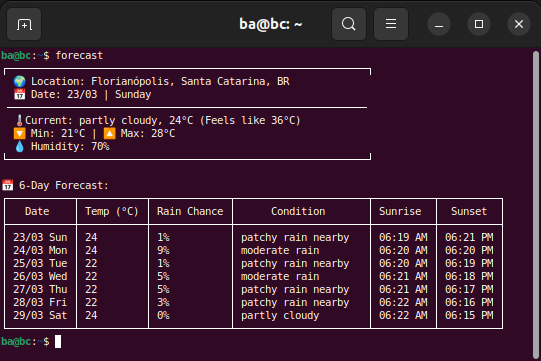 ba@bc: ~
ba@bc:~$ forecast
Location: Florianópolis, Santa Catarina, BR
Date: 23/03 | Sunday
Current: partly cloudy, 24°C (Feels like 36°C)
Min: 21°C | Max: 28°C
Humidity: 70%
6-Day Forecast:
Date Temp (°C) Rain Chance Condition Sunrise Sunset
23/03 Sun 24 1% patchy rain nearby 06:19 AM 06:21 PM
24/03 Mon 24 9% moderate rain 06:20 AM 06:20 PM
25/03 Tue 22 1% patchy rain nearby 06:20 AM 06:19 PM
26/03 Wed 22 5% moderate rain 06:21 AM 06:18 PM
27/03 Thu 22 5% patchy rain nearby 06:21 AM 06:17 PM
28/03 Fri 22 3% patchy rain nearby 06:22 AM 06:16 PM
29/03 Sat 24 0% partly cloudy 06:22 AM 06:15 PM
ba@bc:~$